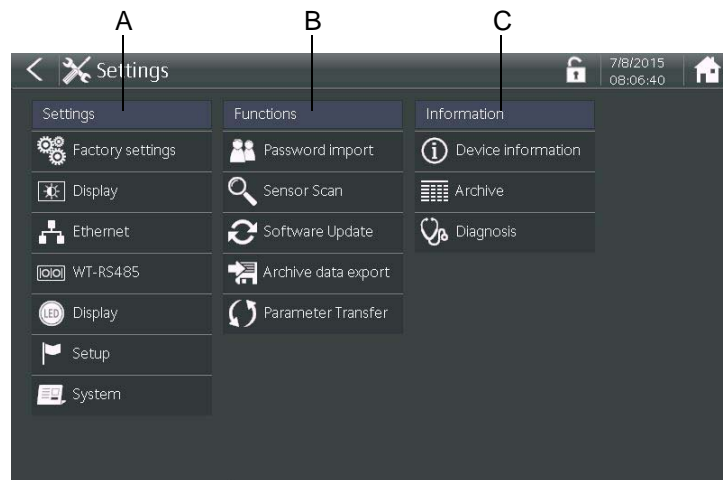 A B C
Settings
7/8/2015
08:06:40
Settings
Factory settings
Display
Ethernet
WT-RS485
LED Display
Setup
System
Functions
Password import
Sensor Scan
Software Update
Archive data export
Parameter Transfer
Information
Device information
Archive
Diagnosis